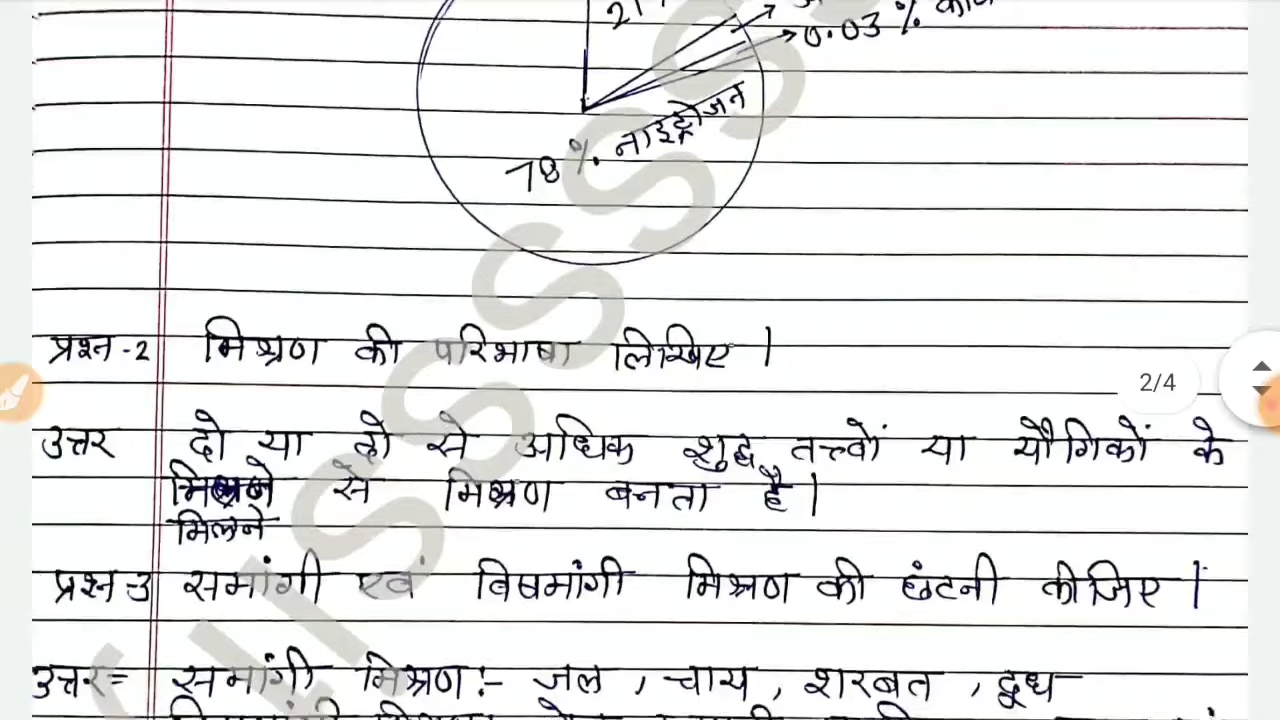 21
0.03 %
78 %. नाइट्रोजन
प्रश्न-2 मिश्रण की परिभाषा लिखिए |
2/4
उत्तर दो या दो से अधिक शुद्ध तत्त्वों या यौगिकों के
से मिश्रण बनता है |
मिलने
प्रश्न-3 समांगी एवं विषमांगी मिश्रण की छंटनी कीजिए |
उत्तर= समांगी मिश्रण:- जल, चाय, शरबत, दूध